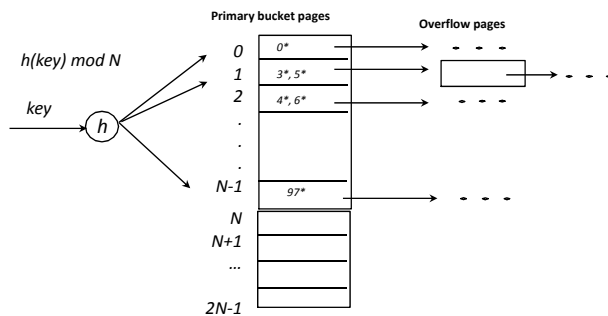 Primary bucket pages
Overflow pages
h(key) mod N
key
h
0
0*
1
3*, 5*
2
4*, 6*
.
.
.
N-1
97*
N
N+1
...
2N-1